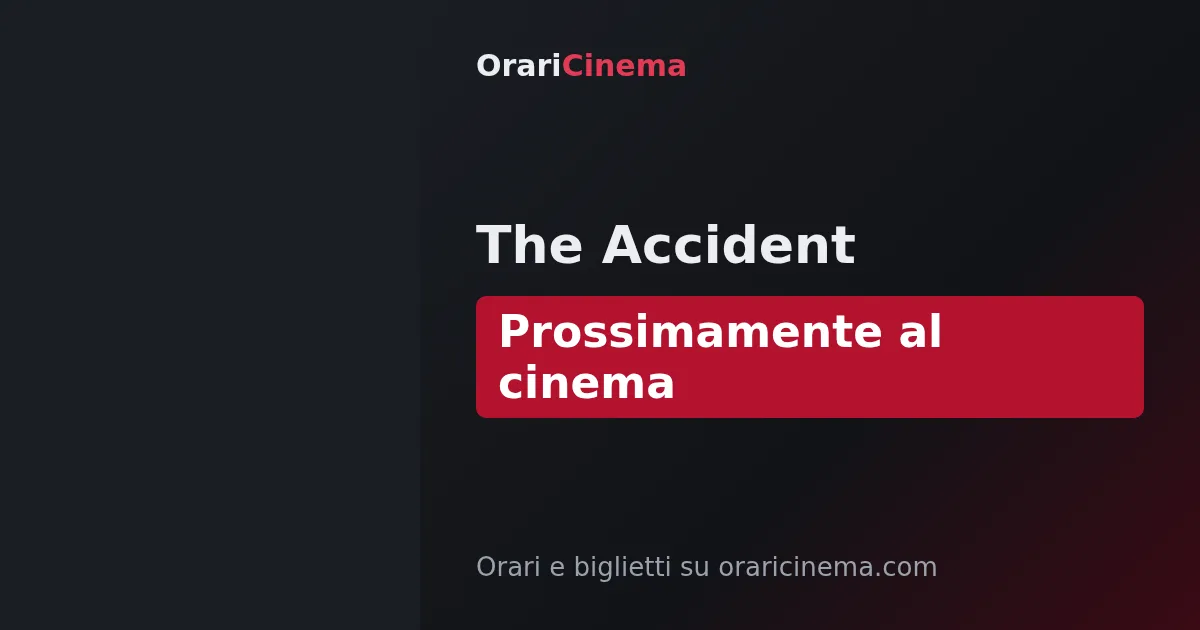 OrariCinema
The Accident
Prossimamente al
cinema
Orari e biglietti su oraricinema.com